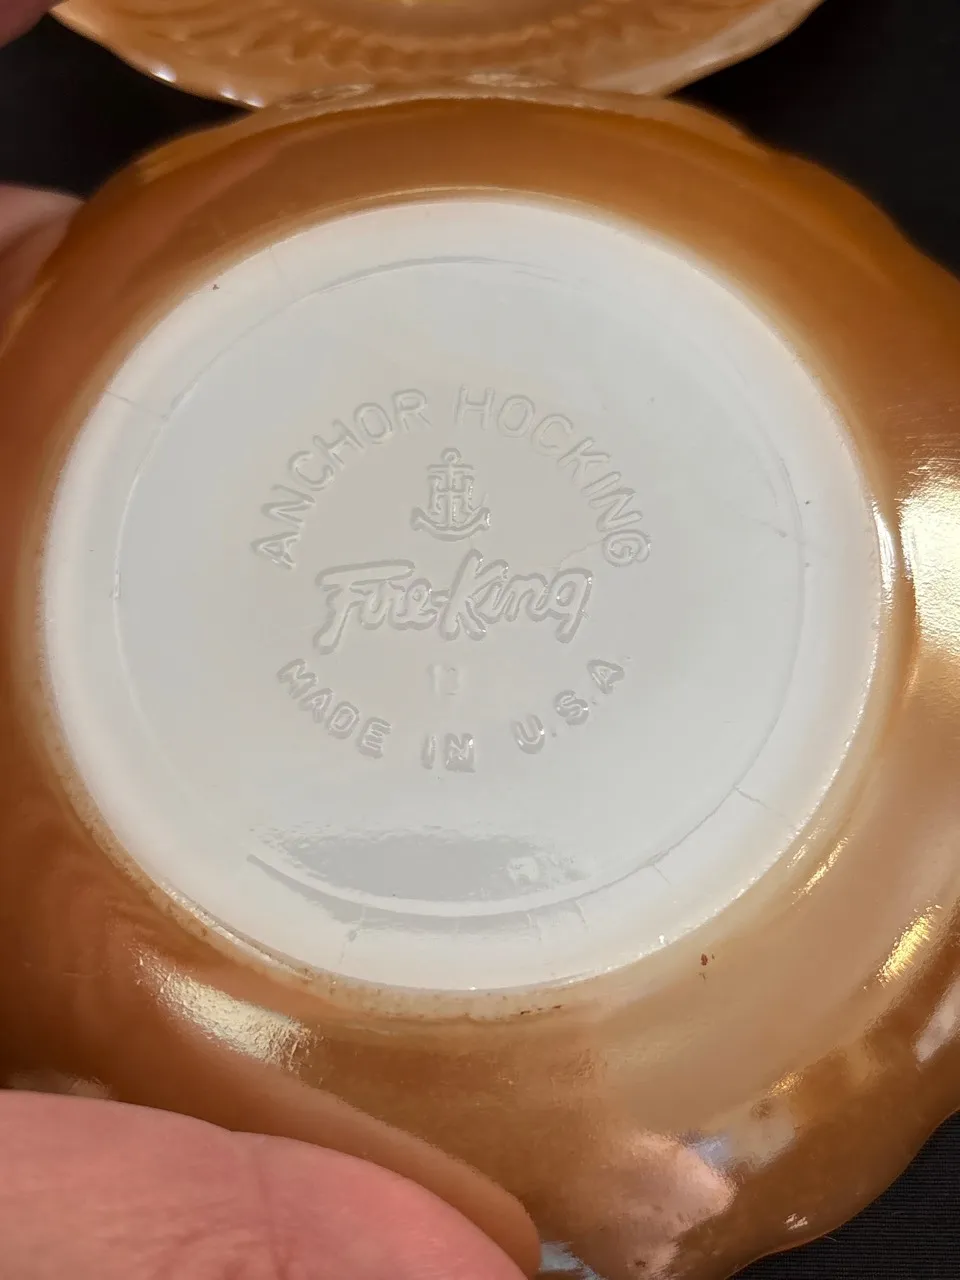 ANCHOR HOCKING
Fire-King
MADE IN U.S.A